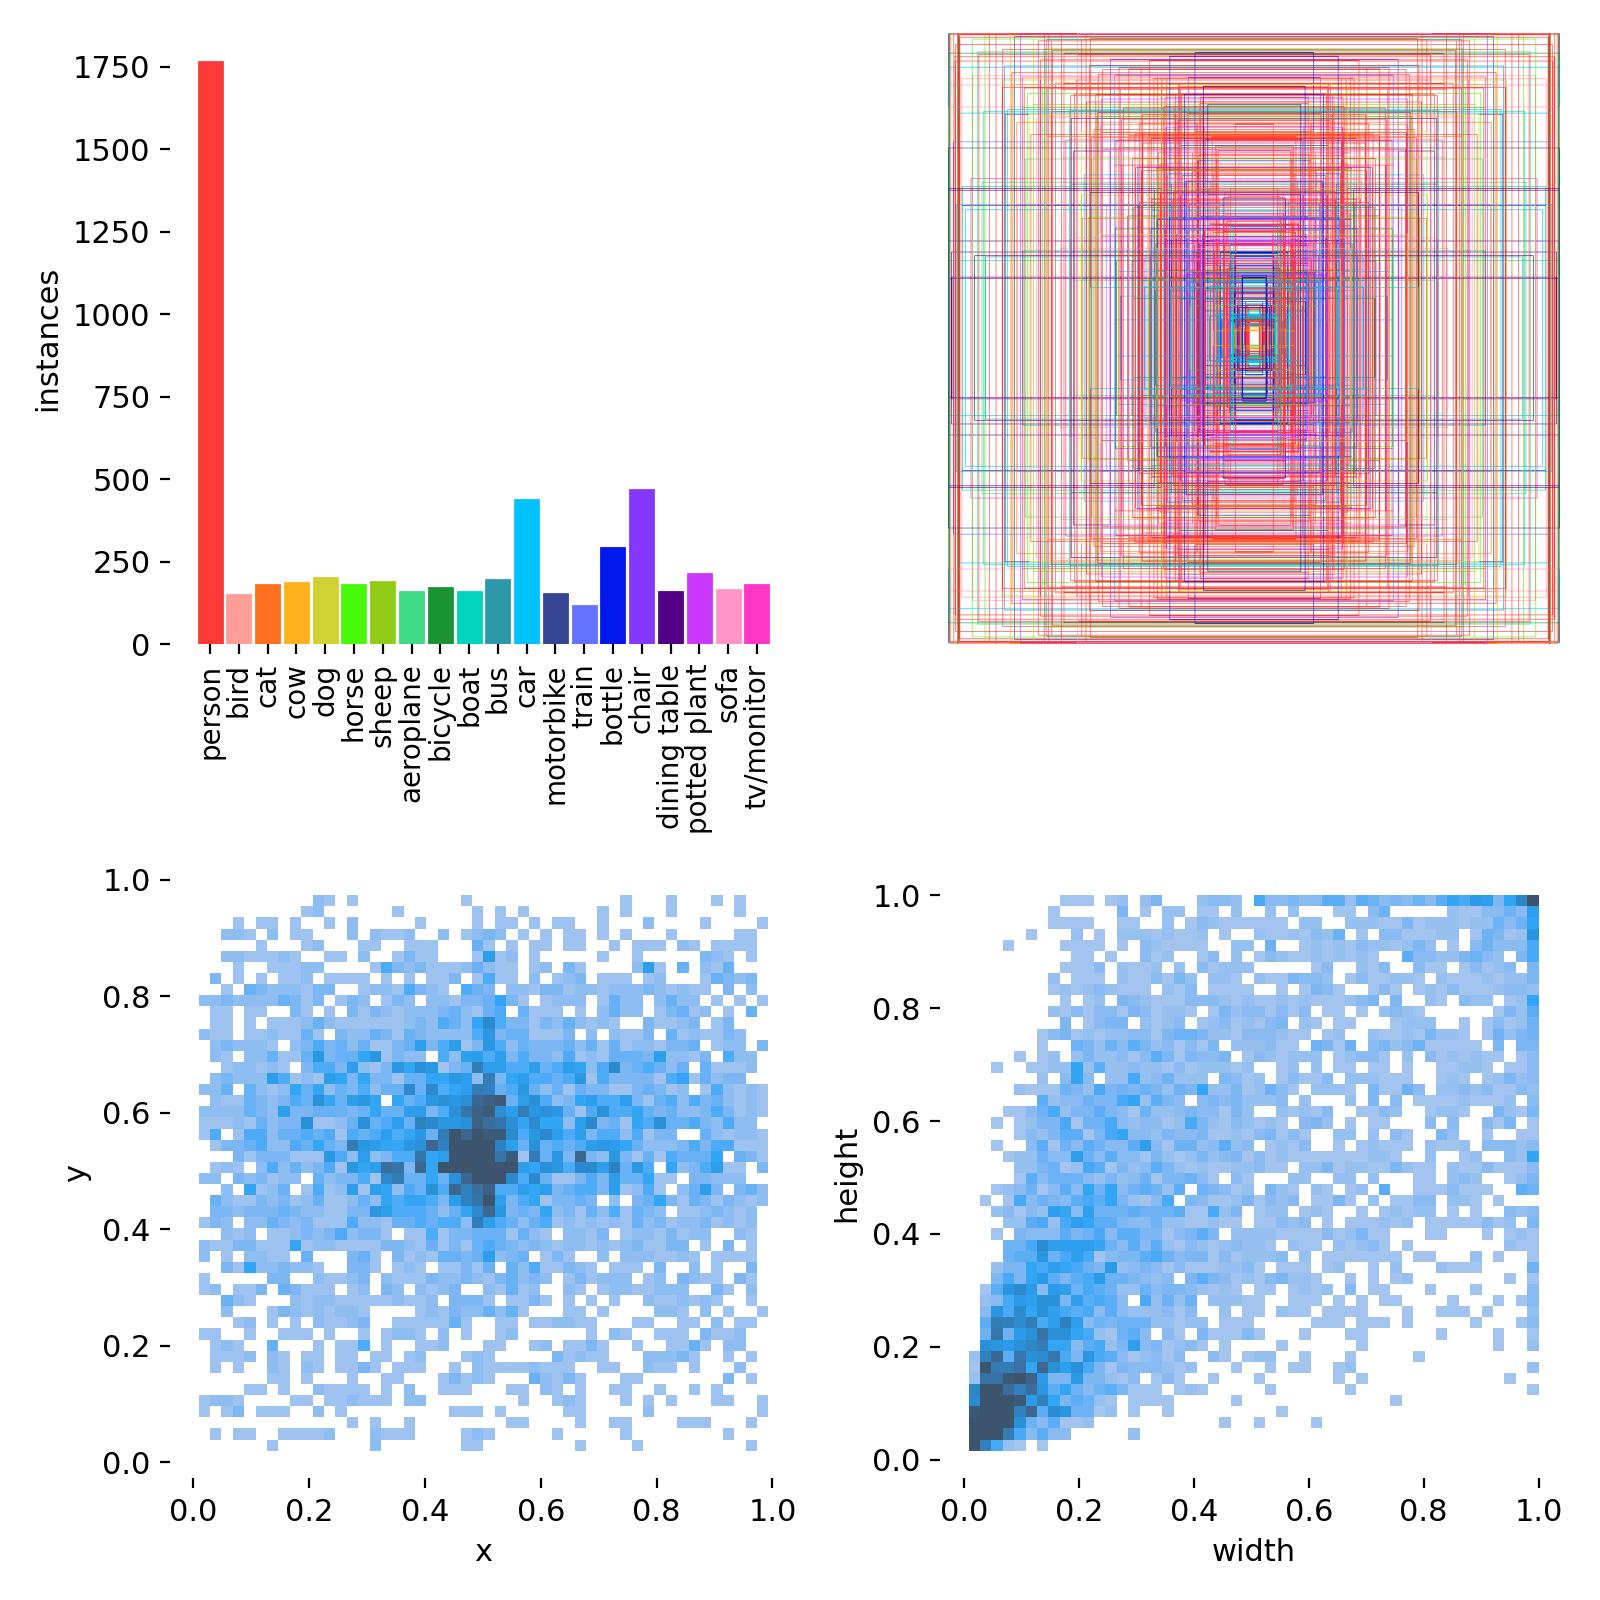 1750
1500
1250
1000
750
500
250
0
instances
person
bird
cat
cow
dog
horse
sheep
aeroplane
bicycle
boat
bus
car
motorbike
train
bottle
chair
dining table
potted plant
sofa
tv/monitor
1.0
0.8
0.6
0.4
0.2
0.0
y
0.0 0.2 0.4 0.6 0.8 1.0
x
1.0
0.8
0.6
0.4
0.2
0.0
height
0.0 0.2 0.4 0.6 0.8 1.0
width